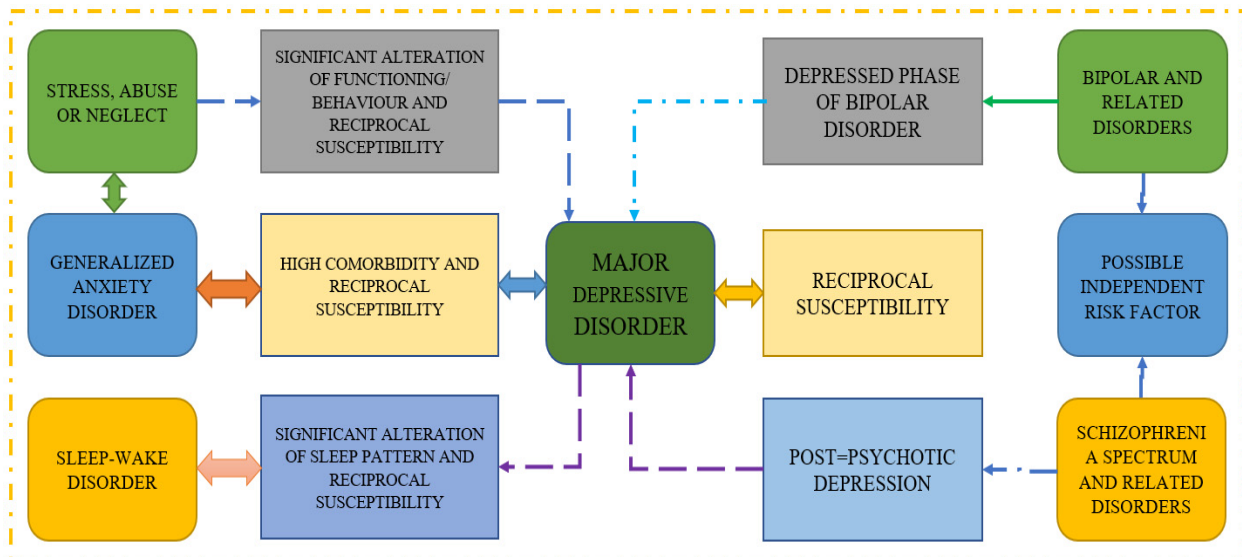 STRESS, ABUSE
OR NEGLECT
SIGNIFICANT ALTERATION
OF FUNCTIONING/
BEHAVIOUR AND
RECIPROCAL
SUSCEPTIBILITY
DEPRESSED PHASE
OF BIPOLAR
DISORDER
BIPOLAR AND
RELATED
DISORDERS
GENERALIZED
ANXIETY
DISORDER
HIGH COMORBIDITY AND
RECIPROCAL
SUSCEPTIBILITY
MAJOR
DEPRESSIVE
DISORDER
RECIPROCAL
SUSCEPTIBILITY
POSSIBLE
INDEPENDENT
RISK FACTOR
SLEEP-WAKE
DISORDER
SIGNIFICANT ALTERATION
OF SLEEP PATTERN AND
RECIPROCAL
SUSCEPTIBILITY
POST=PSYCHOTIC
DEPRESSION
SCHIZOPHRENI
A SPECTRUM
AND RELATED
DISORDERS